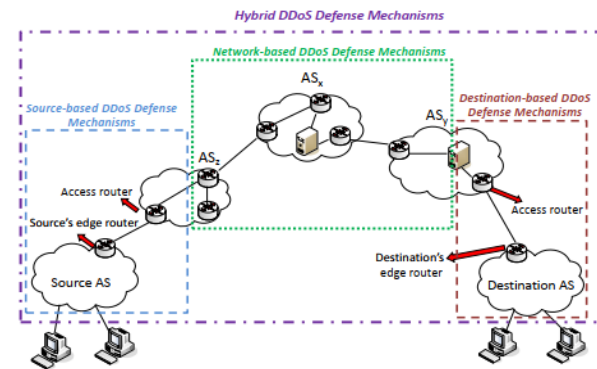 Hybrid DDoS Defense Mechanisms
Network-based DDoS Defense Mechanisms
ASx
Source-based DDoS Defense
Mechanisms
Destination-based DDoS
Defense Mechanisms
ASy
ASz
Access router
Source's edge router
Access router
Destination's
edge router
Source AS
Destination AS